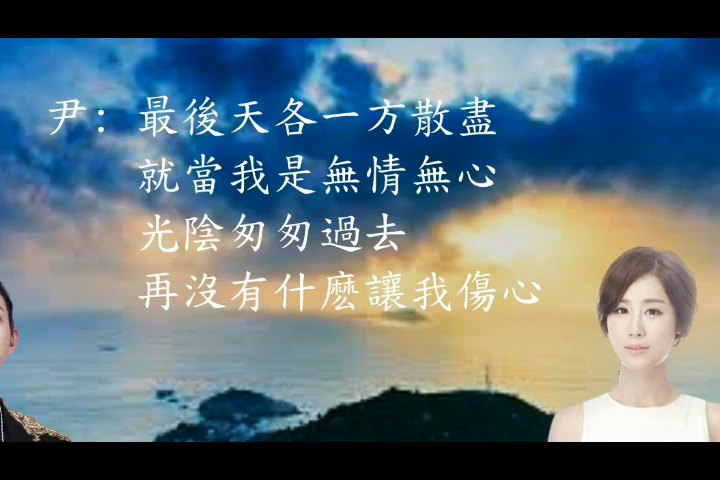 尹：最後天各一方散盡
就當我是無情無心
光陰匆匆過去
再沒有什麼讓我傷心